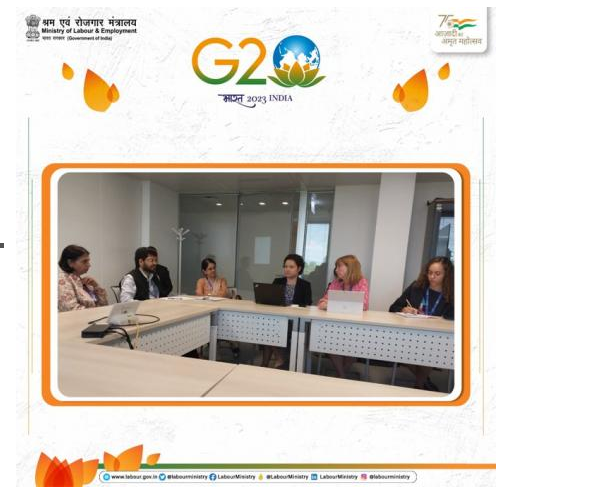 श्रम एवं रोजगार मंत्रालय
Ministry of Labour & Employment
भारत सरकार (Government of India)
75
आज़ादी का
अमृत महोत्सव
G20
भारत 2023 INDIA
www.labour.gov.in @labourministry LabourMinistry @LabourMinistry LabourMinistry @labourministry